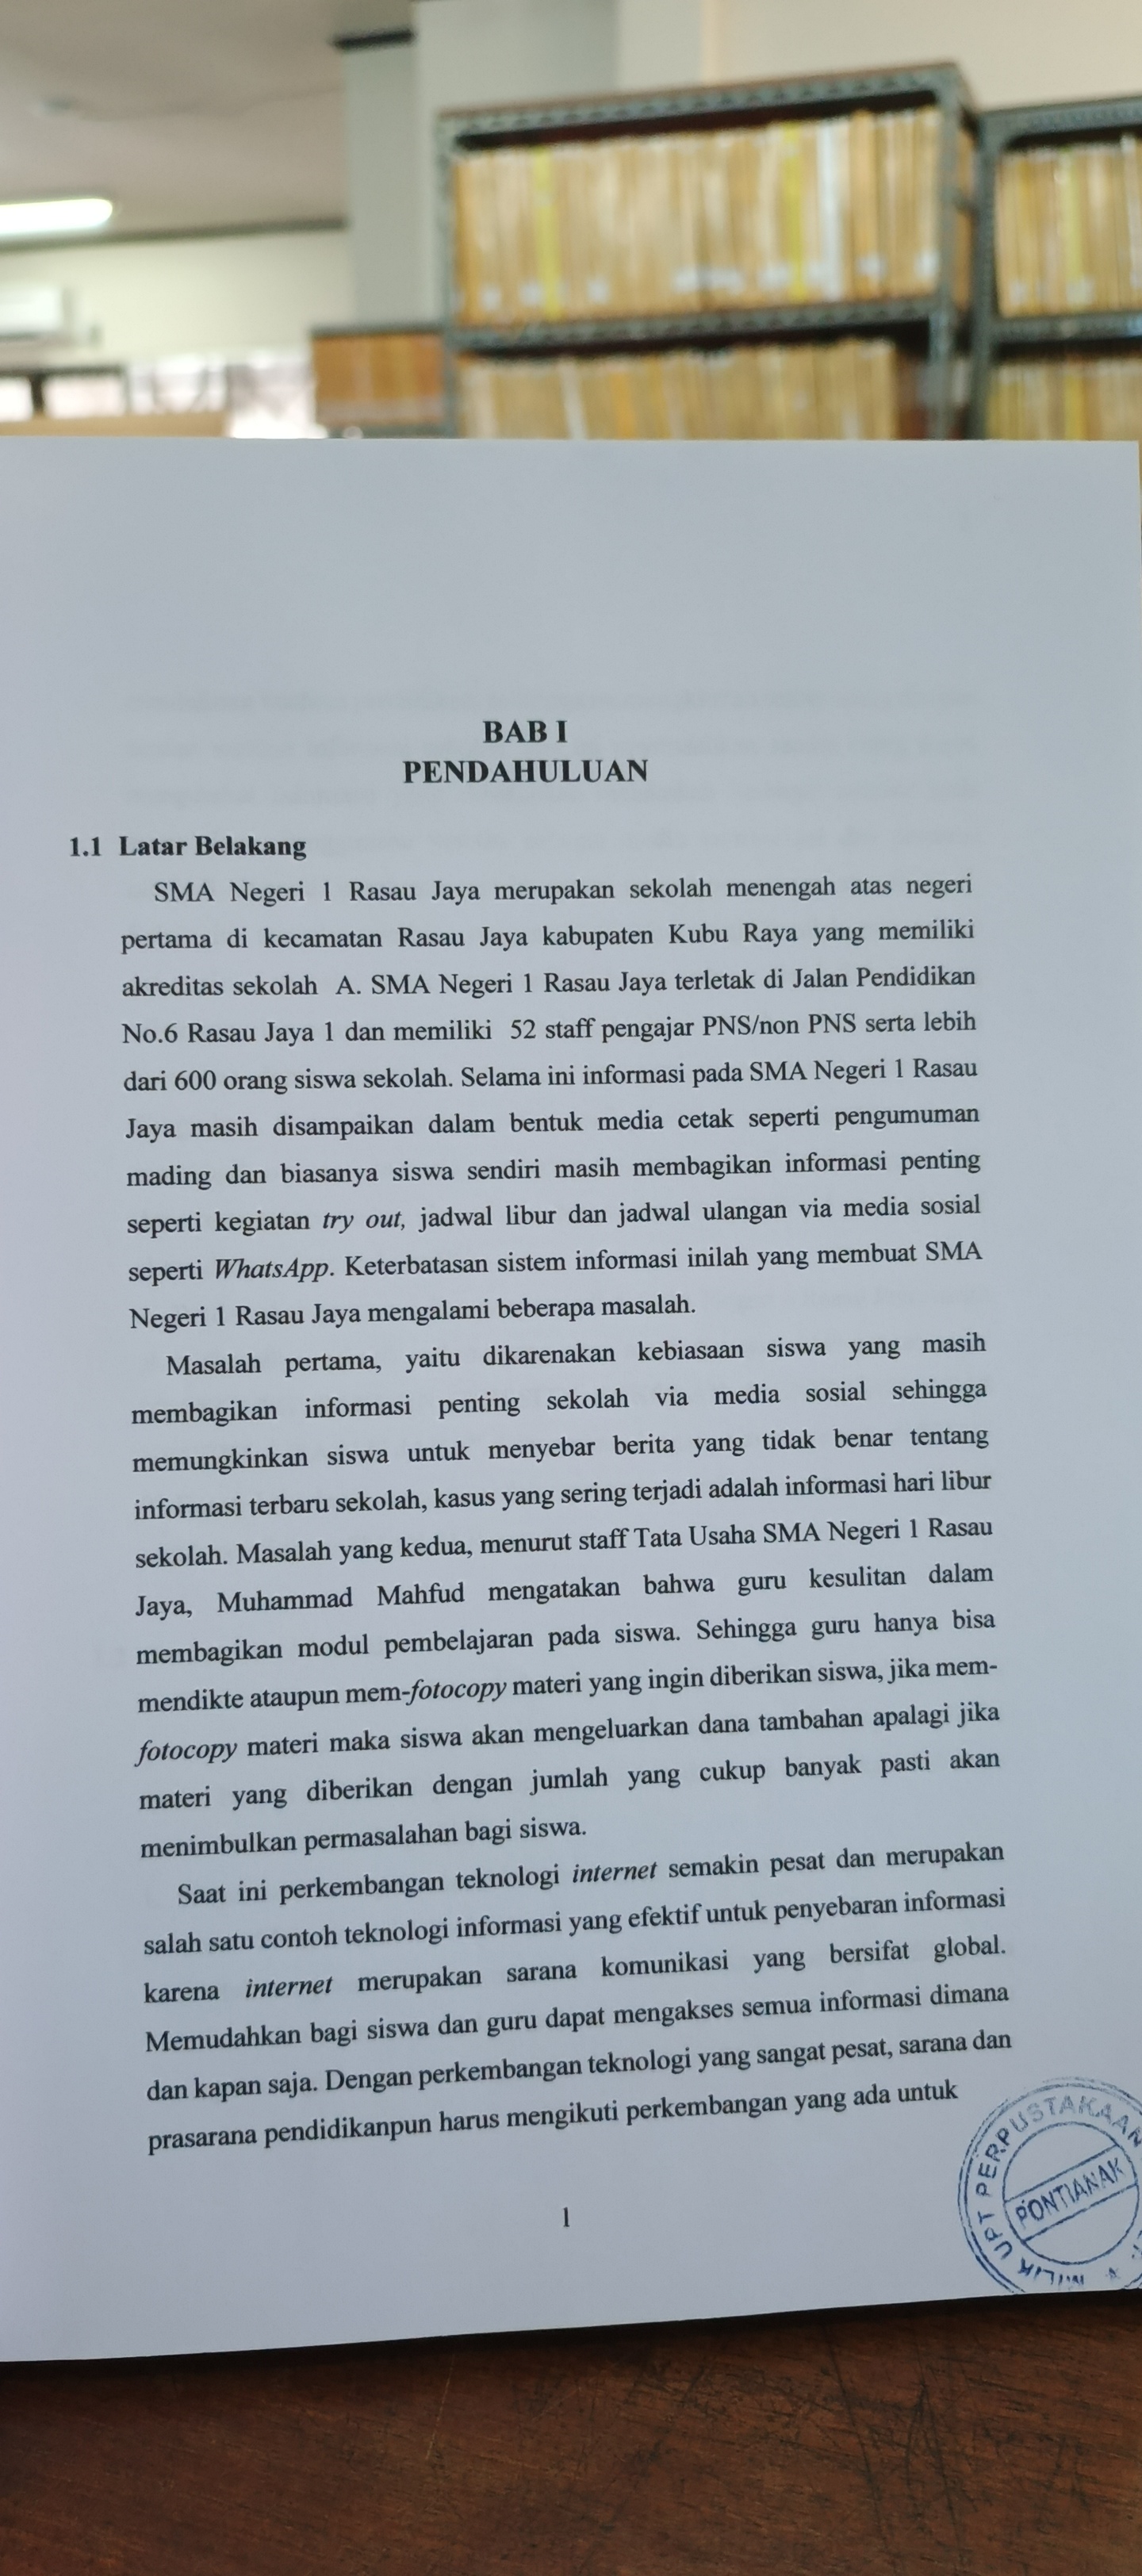 BAB I
PENDAHULUAN
1.1 Latar Belakang
SMA Negeri 1 Rasau Jaya merupakan sekolah menengah atas negeri
pertama di kecamatan Rasau Jaya kabupaten Kubu Raya yang memiliki
akreditas sekolah A. SMA Negeri 1 Rasau Jaya terletak di Jalan Pendidikan
No.6 Rasau Jaya 1 dan memiliki 52 staff pengajar PNS/non PNS serta lebih
dari 600 orang siswa sekolah. Selama ini informasi pada SMA Negeri 1 Rasau
Jaya masih disampaikan dalam bentuk media cetak seperti pengumuman
mading dan biasanya siswa sendiri masih membagikan informasi penting
seperti kegiatan try out, jadwal libur dan jadwal ulangan via media sosial
seperti WhatsApp. Keterbatasan sistem informasi inilah yang membuat SMA
Negeri 1 Rasau Jaya mengalami beberapa masalah.
Masalah pertama, yaitu dikarenakan kebiasaan siswa yang masih
membagikan informasi penting sekolah via media sosial sehingga
memungkinkan siswa untuk menyebar berita yang tidak benar tentang
informasi terbaru sekolah, kasus yang sering terjadi adalah informasi hari libur
sekolah. Masalah yang kedua, menurut staff Tata Usaha SMA Negeri 1 Rasau
Jaya, Muhammad Mahfud mengatakan bahwa guru kesulitan dalam
membagikan modul pembelajaran pada siswa. Sehingga guru hanya bisa
mendikte ataupun mem-fotocopy materi yang ingin diberikan siswa, jika mem-
fotocopy materi maka siswa akan mengeluarkan dana tambahan apalagi jika
materi yang diberikan dengan jumlah yang cukup banyak pasti akan
menimbulkan permasalahan bagi siswa.
Saat ini perkembangan teknologi internet semakin pesat dan merupakan
salah satu contoh teknologi informasi yang efektif untuk penyebaran informasi
karena internet merupakan sarana komunikasi yang bersifat global.
Memudahkan bagi siswa dan guru dapat mengakses semua informasi dimana
dan kapan saja. Dengan perkembangan teknologi yang sangat pesat, sarana dan
prasarana pendidikanpun harus mengikuti perkembangan yang ada untuk
1
MILIK UPT PERPUSTAKAAN
PONTIANAK